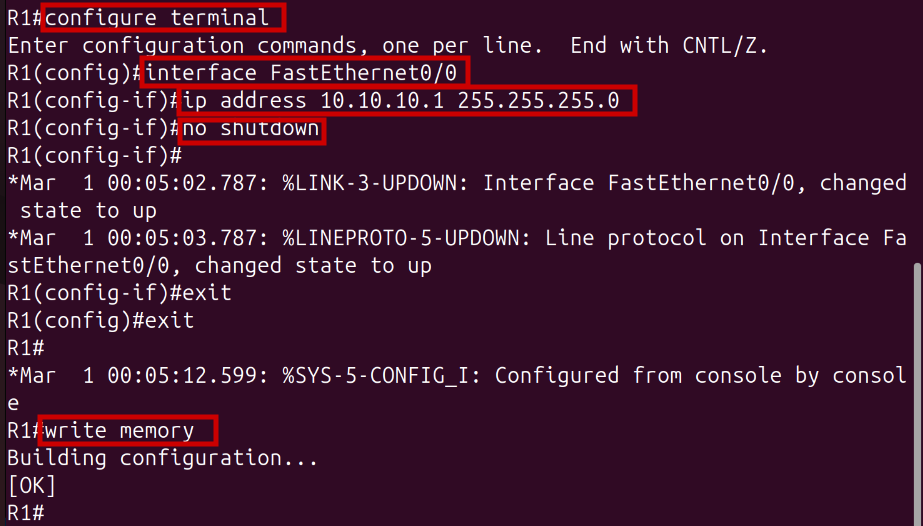 R1#configure terminal
Enter configuration commands, one per line.  End with CNTL/Z.
R1(config)#interface FastEthernet0/0
R1(config-if)#ip address 10.10.10.1 255.255.255.0
R1(config-if)#no shutdown
R1(config-if)#
*Mar  1 00:05:02.787: %LINK-3-UPDOWN: Interface FastEthernet0/0, changed
 state to up
*Mar  1 00:05:03.787: %LINEPROTO-5-UPDOWN: Line protocol on Interface Fa
stEthernet0/0, changed state to up
R1(config-if)#exit
R1(config)#exit
R1#
*Mar  1 00:05:12.599: %SYS-5-CONFIG_I: Configured from console by consol
e
R1#write memory
Building configuration...
[OK]
R1#